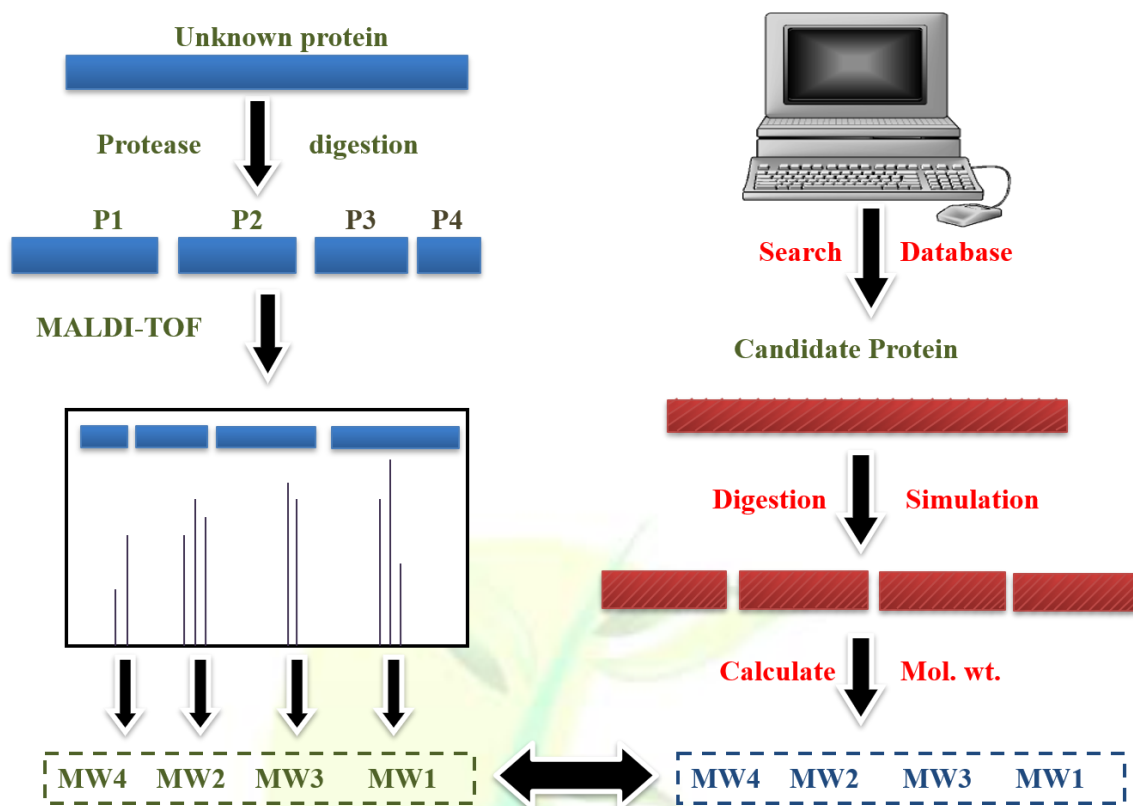 Unknown protein
Protease digestion
P1 P2 P3 P4
MALDI-TOF
MW4 MW2 MW3 MW1
Search Database
Candidate Protein
Digestion Simulation
Calculate Mol. wt.
MW4 MW2 MW3 MW1